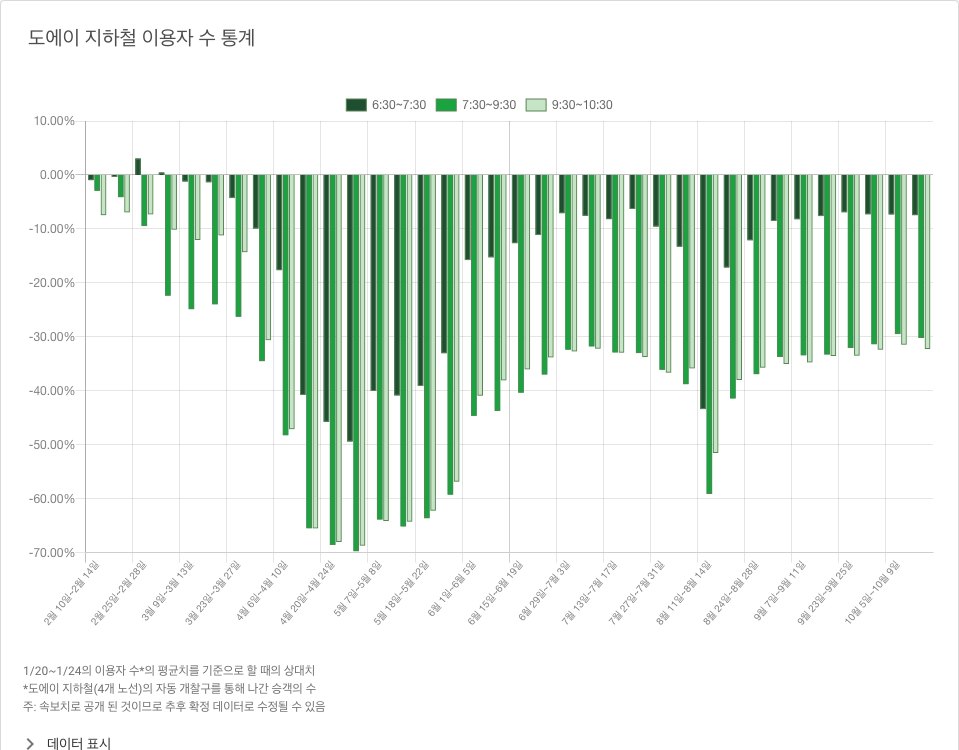 도에이 지하철 이용자 수 통계
6:30~7:30 7:30~9:30 9:30~10:30
10.00%
0.00%
-10.00%
-20.00%
-30.00%
-40.00%
-50.00%
-60.00%
-70.00%
2월 10일~2월 14일
2월 25일~2월 28일
3월 9일~3월 13일
3월 23일~3월 27일
4월 6일~4월 10일
4월 20일~4월 24일
5월 7일~5월 8일
5월 18일~5월 22일
6월 1일~6월 5일
6월 15일~6월 19일
6월 29일~7월 3일
7월 13일~7월 17일
7월 27일~7월 31일
8월 11일~8월 14일
8월 24일~8월 28일
9월 7일~9월 11일
9월 23일~9월 25일
10월 5일~10월 9일
1/20~1/24의 이용자 수*의 평균치를 기준으로 할 때의 상대치
*도에이 지하철(4개 노선)의 자동 개찰구를 통해 나간 승객의 수
주: 속보치로 공개 된 것이므로 추후 확정 데이터로 수정될 수 있음
데이터 표시